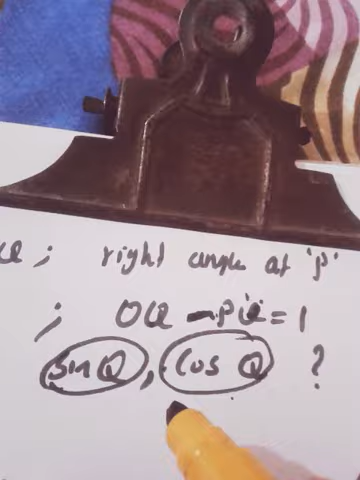 Q ; right angle at 'P'
; OQ - PQ = 1
sin Q , cos Q ?